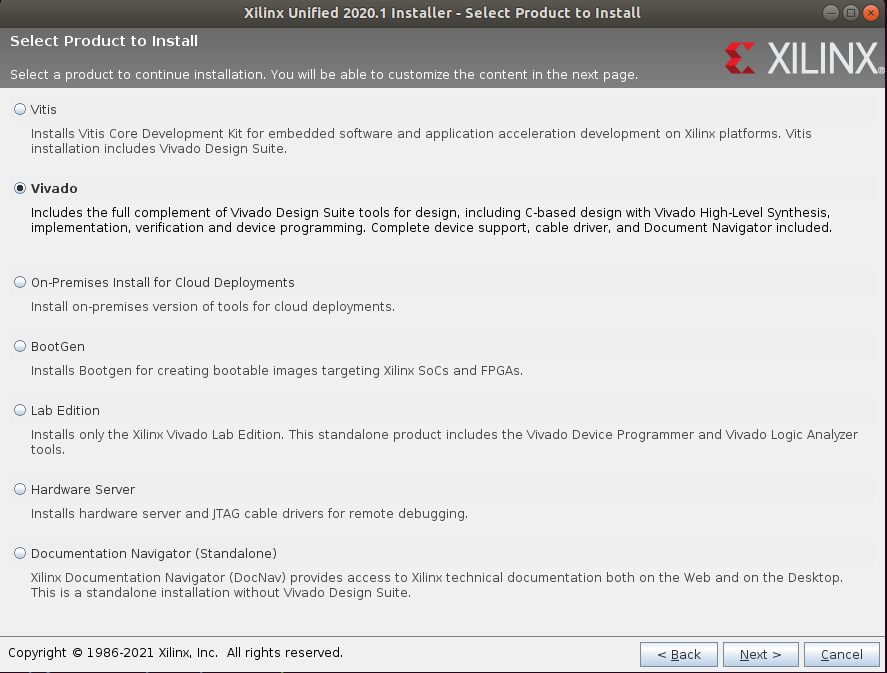 Xilinx Unified 2020.1 Installer - Select Product to Install
Select Product to Install
Select a product to continue installation. You will be able to customize the content in the next page.
XILINX®
Vitis
Installs Vitis Core Development Kit for embedded software and application acceleration development on Xilinx platforms. Vitis
installation includes Vivado Design Suite.
Vivado
Includes the full complement of Vivado Design Suite tools for design, including C-based design with Vivado High-Level Synthesis,
implementation, verification and device programming. Complete device support, cable driver, and Document Navigator included.
On-Premises Install for Cloud Deployments
Install on-premises version of tools for cloud deployments.
BootGen
Installs Bootgen for creating bootable images targeting Xilinx SoCs and FPGAs.
Lab Edition
Installs only the Xilinx Vivado Lab Edition. This standalone product includes the Vivado Device Programmer and Vivado Logic Analyzer
tools.
Hardware Server
Installs hardware server and JTAG cable drivers for remote debugging.
Documentation Navigator (Standalone)
Xilinx Documentation Navigator (DocNav) provides access to Xilinx technical documentation both on the Web and on the Desktop.
This is a standalone installation without Vivado Design Suite.
Copyright © 1986-2021 Xilinx, Inc. All rights reserved.
< Back
Next >
Cancel